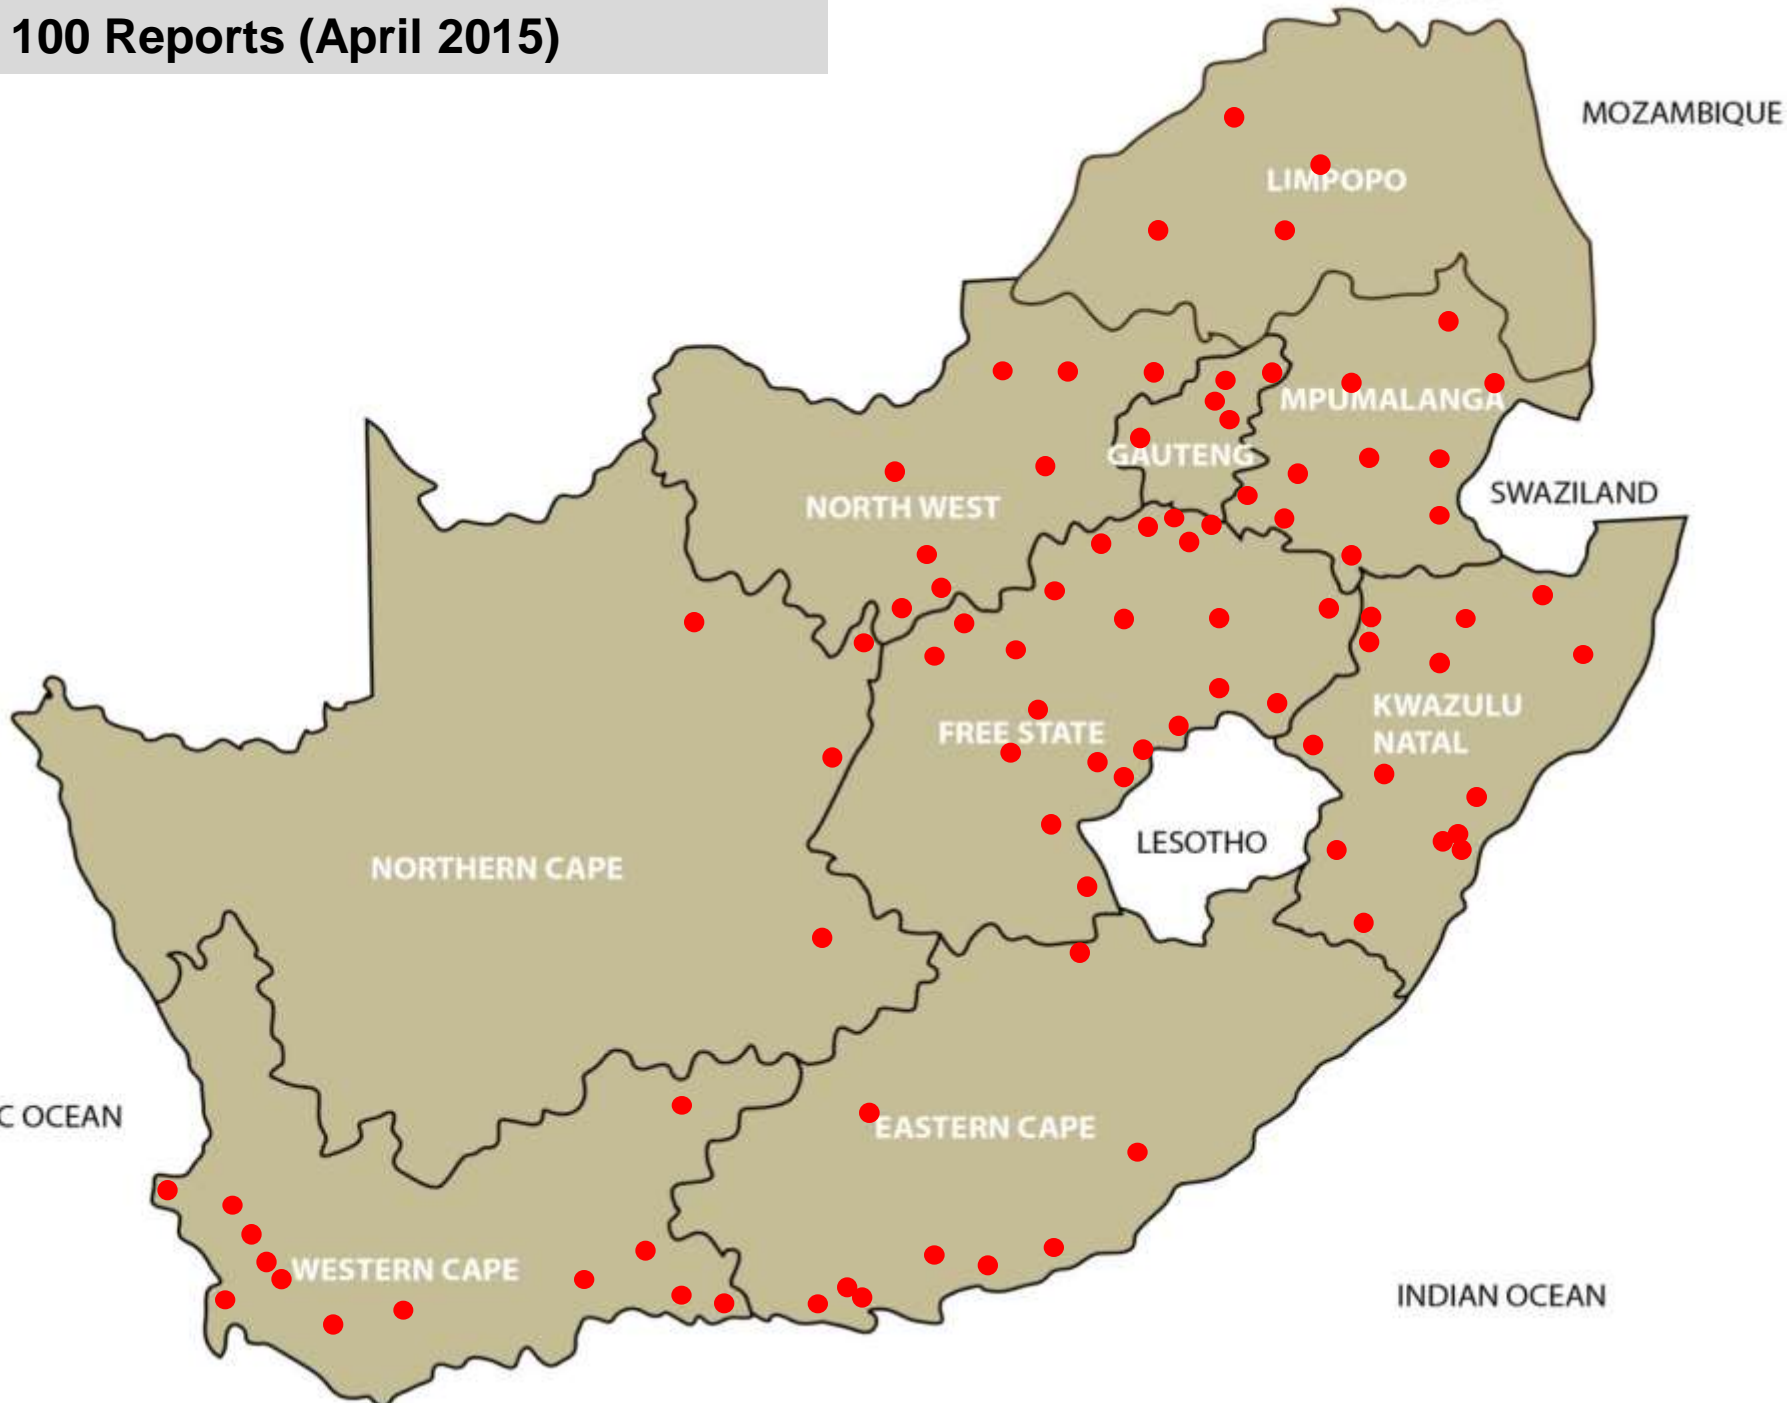 100 Reports (April 2015)
MOZAMBIQUE
LIMPOPO
MPUMALANGA
GAUTENG
SWAZILAND
NORTH WEST
KWAZULU
NATAL
FREE STATE
LESOTHO
NORTHERN CAPE
C OCEAN
EASTERN CAPE
WESTERN CAPE
INDIAN OCEAN